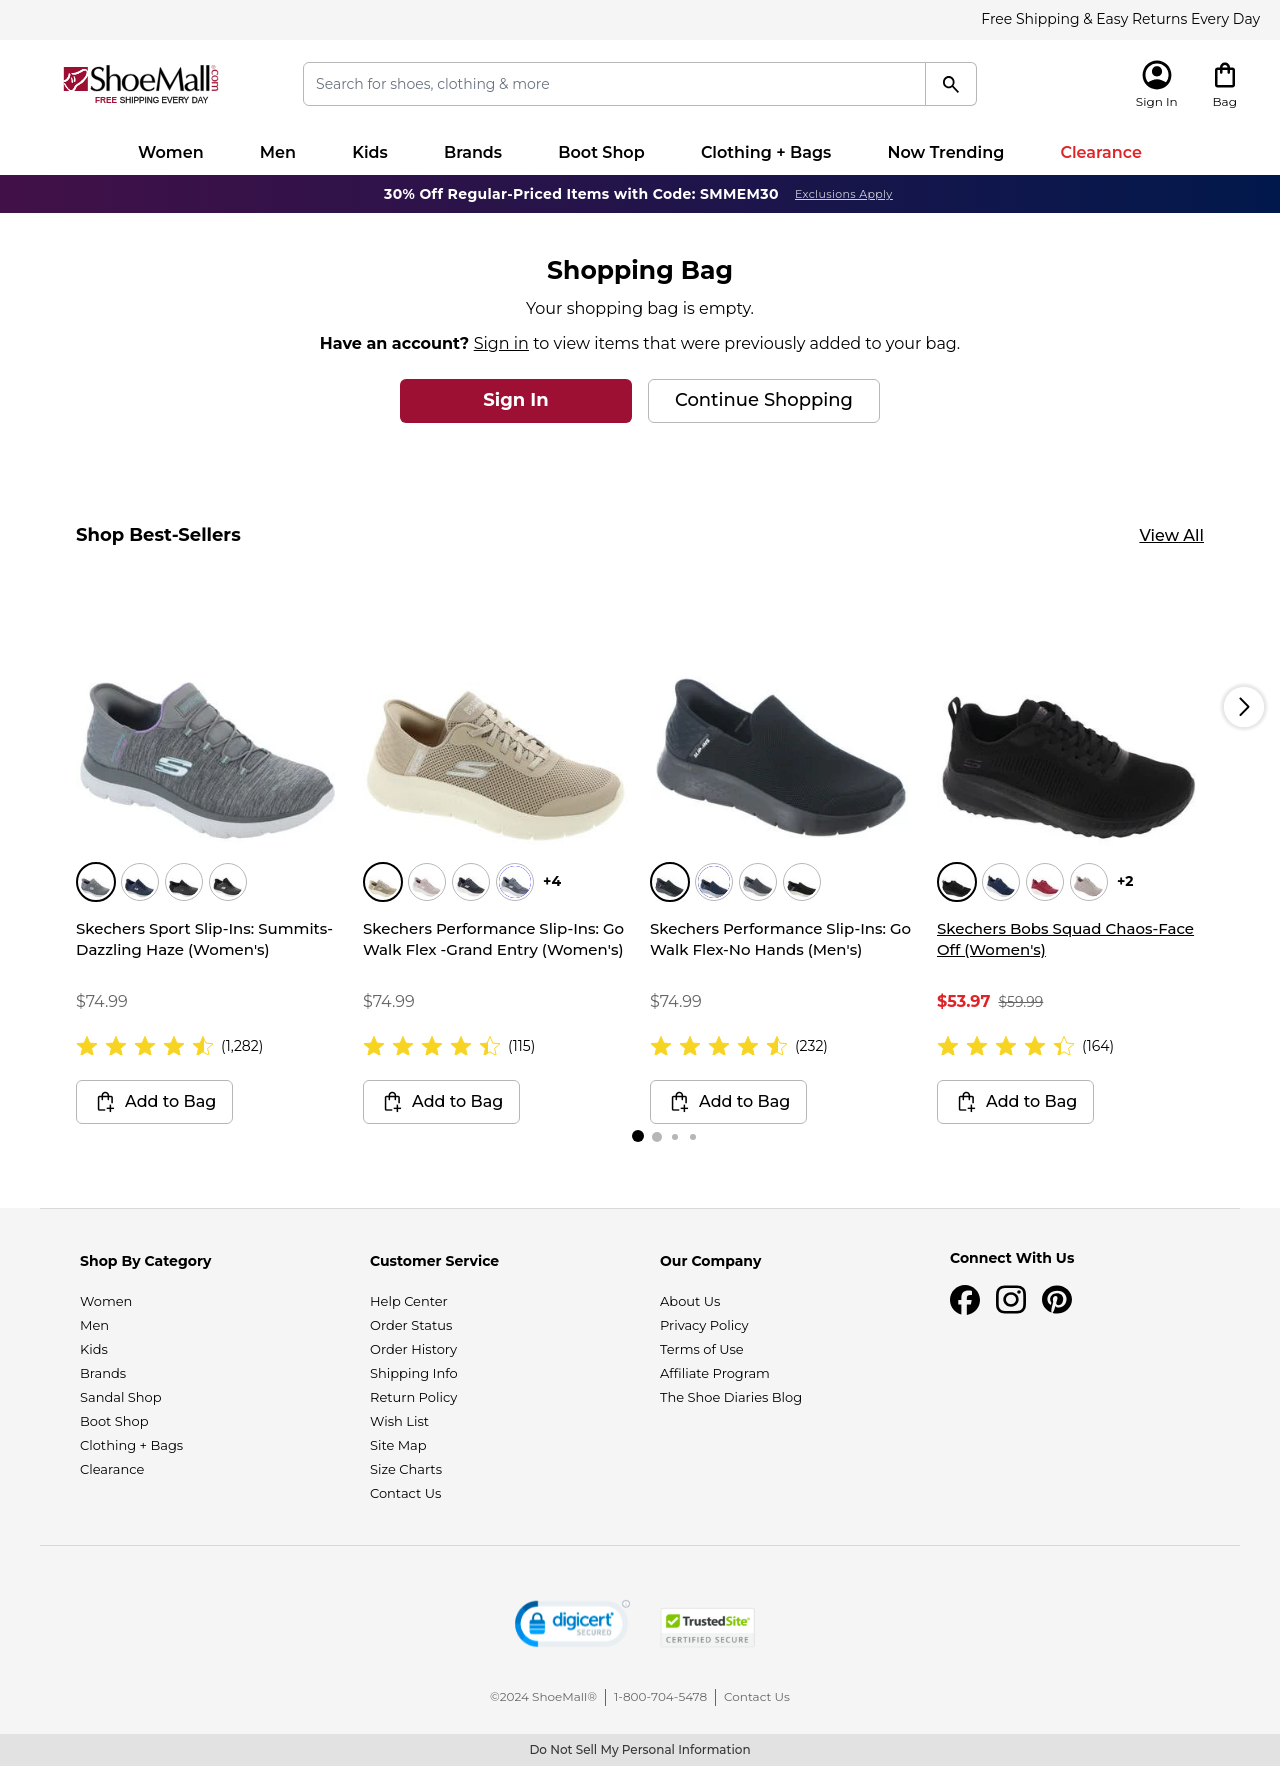 Free Shipping & Easy Returns Every Day
ShoeMall.com
FREE SHIPPING EVERY DAY
Search for shoes, clothing & more
Sign In
Bag
Women Men Kids Brands Boot Shop Clothing + Bags Now Trending Clearance
30% Off Regular-Priced Items with Code: SMMEM30 Exclusions Apply
Shopping Bag
Your shopping bag is empty.
Have an account? Sign in to view items that were previously added to your bag.
Sign In
Continue Shopping
Shop Best-Sellers
View All
+4
+2
Skechers Sport Slip-Ins: Summits-
Dazzling Haze (Women's)
$74.99
(1,282)
Add to Bag
Skechers Performance Slip-Ins: Go
Walk Flex -Grand Entry (Women's)
$74.99
(115)
Add to Bag
Skechers Performance Slip-Ins: Go
Walk Flex-No Hands (Men's)
$74.99
(232)
Add to Bag
Skechers Bobs Squad Chaos-Face
Off (Women's)
$53.97 $59.99
(164)
Add to Bag
Shop By Category
Women
Men
Kids
Brands
Sandal Shop
Boot Shop
Clothing + Bags
Clearance
Customer Service
Help Center
Order Status
Order History
Shipping Info
Return Policy
Wish List
Site Map
Size Charts
Contact Us
Our Company
About Us
Privacy Policy
Terms of Use
Affiliate Program
The Shoe Diaries Blog
Connect With Us
digicert
SECURED
TrustedSite
CERTIFIED SECURE
©2024 ShoeMall® 1-800-704-5478 Contact Us
Do Not Sell My Personal Information